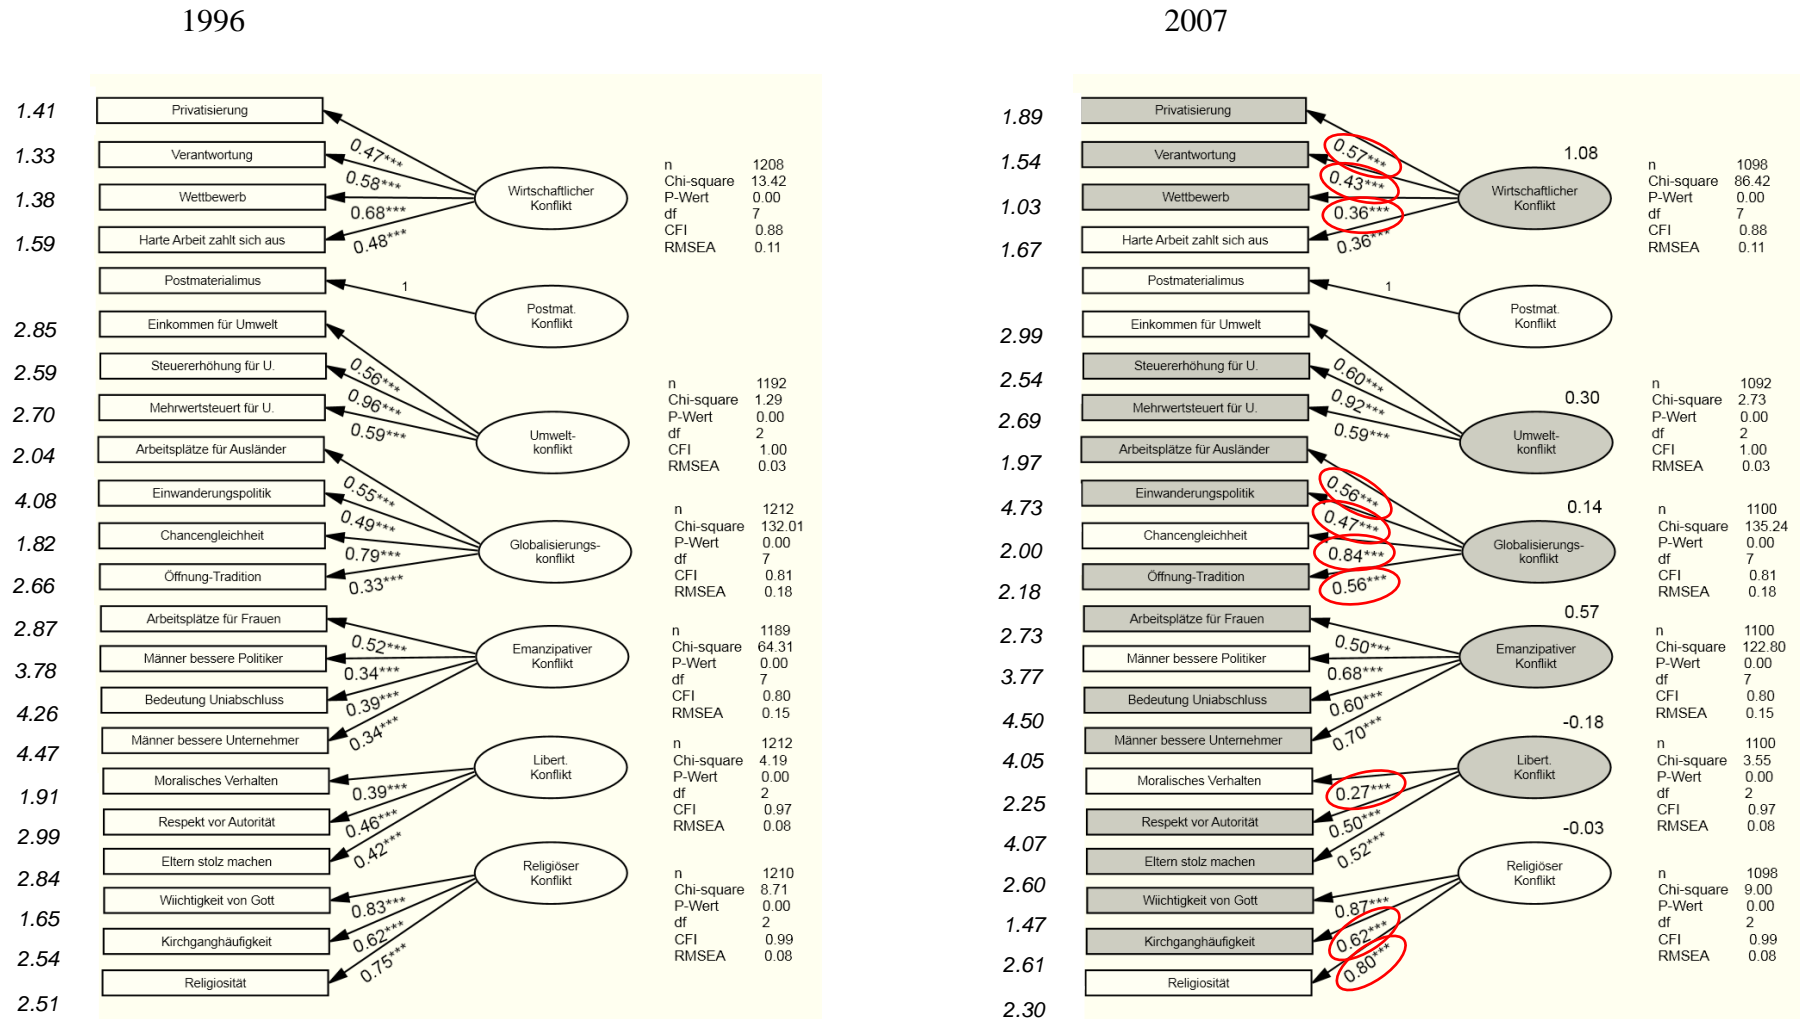 1996
1.41
1.33
1.38
1.59
2.85
2.59
2.70
2.04
4.08
1.82
2.66
2.87
3.78
4.26
4.47
1.91
2.99
2.84
1.65
2.54
2.51
Privatisierung
Verantwortung
Wettbewerb
Harte Arbeit zahlt sich aus
Postmaterialimus
Einkommen für Umwelt
Steuererhöhung für U.
Mehrwertsteuert für U.
Arbeitsplätze für Ausländer
Einwanderungspolitik
Chancengleichheit
Öffnung-Tradition
Arbeitsplätze für Frauen
Männer bessere Politiker
Bedeutung Uniabschluss
Männer bessere Unternehmer
Moralisches Verhalten
Respekt vor Autorität
Eltern stolz machen
Wiichtigkeit von Gott
Kirchganghäufigkeit
Religiosität
0.47***
0.58***
0.68***
0.48***
1
0.56***
0.96***
0.59***
0.55***
0.49***
0.79***
0.33***
0.52***
0.34***
0.39***
0.34***
0.39***
0.46***
0.42***
0.83***
0.62***
0.75***
Wirtschaftlicher
Konflikt
Postmat.
Konflikt
Umwelt-
konflikt
Globalisierungs-
konflikt
Emanzipativer
Konflikt
Libert.
Konflikt
Religiöser
Konflikt
n 1208
Chi-square 13.42
P-Wert 0.00
df 7
CFI 0.88
RMSEA 0.11
n 1192
Chi-square 1.29
P-Wert 0.00
df 2
CFI 1.00
RMSEA 0.03
n 1212
Chi-square 132.01
P-Wert 0.00
df 7
CFI 0.81
RMSEA 0.18
n 1189
Chi-square 64.31
P-Wert 0.00
df 7
CFI 0.80
RMSEA 0.15
n 1212
Chi-square 4.19
P-Wert 0.00
df 2
CFI 0.97
RMSEA 0.08
n 1210
Chi-square 8.71
P-Wert 0.00
df 2
CFI 0.99
RMSEA 0.08
2007
1.89
1.54
1.03
1.67
2.99
2.54
2.69
1.97
4.73
2.00
2.18
2.73
3.77
4.50
4.05
2.25
4.07
2.60
1.47
2.61
2.30
Privatisierung
Verantwortung
Wettbewerb
Harte Arbeit zahlt sich aus
Postmaterialimus
Einkommen für Umwelt
Steuererhöhung für U.
Mehrwertsteuert für U.
Arbeitsplätze für Ausländer
Einwanderungspolitik
Chancengleichheit
Öffnung-Tradition
Arbeitsplätze für Frauen
Männer bessere Politiker
Bedeutung Uniabschluss
Männer bessere Unternehmer
Moralisches Verhalten
Respekt vor Autorität
Eltern stolz machen
Wiichtigkeit von Gott
Kirchganghäufigkeit
Religiosität
0.57***
0.43***
0.36***
0.36***
1
0.60***
0.92***
0.59***
0.56***
0.47***
0.84***
0.56***
0.50***
0.68***
0.60***
0.70***
0.27***
0.50***
0.52***
0.87***
0.62***
0.80***
1.08
Wirtschaftlicher
Konflikt
Postmat.
Konflikt
0.30
Umwelt-
konflikt
0.14
Globalisierungs-
konflikt
0.57
Emanzipativer
Konflikt
-0.18
Libert.
Konflikt
-0.03
Religiöser
Konflikt
n 1098
Chi-square 86.42
P-Wert 0.00
df 7
CFI 0.88
RMSEA 0.11
n 1092
Chi-square 2.73
P-Wert 0.00
df 2
CFI 1.00
RMSEA 0.03
n 1100
Chi-square 135.24
P-Wert 0.00
df 7
CFI 0.81
RMSEA 0.18
n 1100
Chi-square 122.80
P-Wert 0.00
df 7
CFI 0.80
RMSEA 0.15
n 1100
Chi-square 3.55
P-Wert 0.00
df 2
CFI 0.97
RMSEA 0.08
n 1098
Chi-square 9.00
P-Wert 0.00
df 2
CFI 0.99
RMSEA 0.08